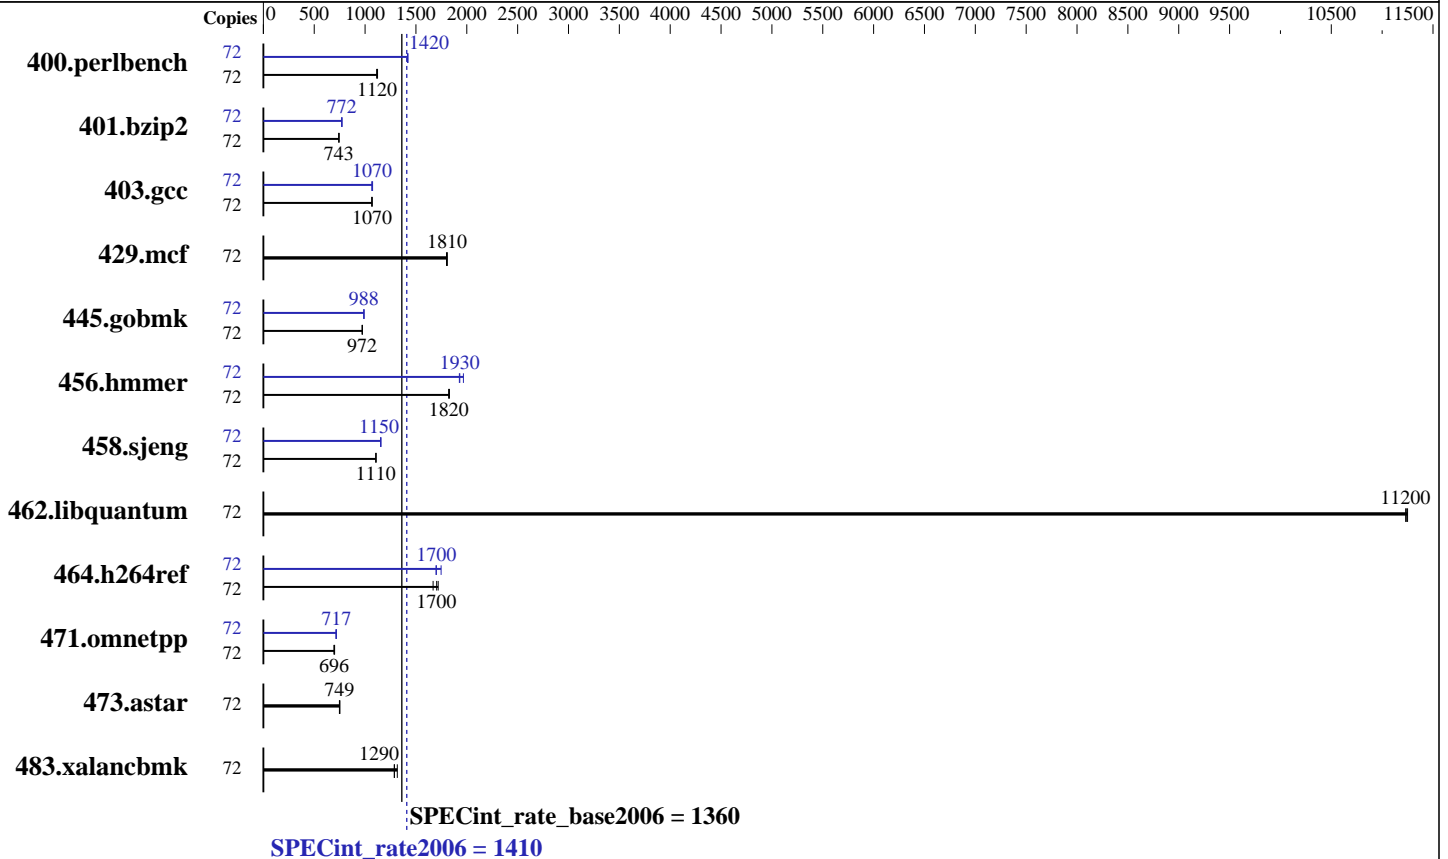 Copies 0 500 1000 1500 2000 2500 3000 3500 4000 4500 5000 5500 6000 6500 7000 7500 8000 8500 9000 9500 10500 11500
400.perlbench 72 1420
72 1120
401.bzip2 72 772
72 743
403.gcc 72 1070
72 1070
429.mcf 72 1810
445.gobmk 72 988
72 972
456.hmmer 72 1930
72 1820
458.sjeng 72 1150
72 1110
462.libquantum 72 11200
464.h264ref 72 1700
72 1700
471.omnetpp 72 717
72 696
473.astar 72 749
483.xalancbmk 72 1290
SPECint_rate_base2006 = 1360
SPECint_rate2006 = 1410